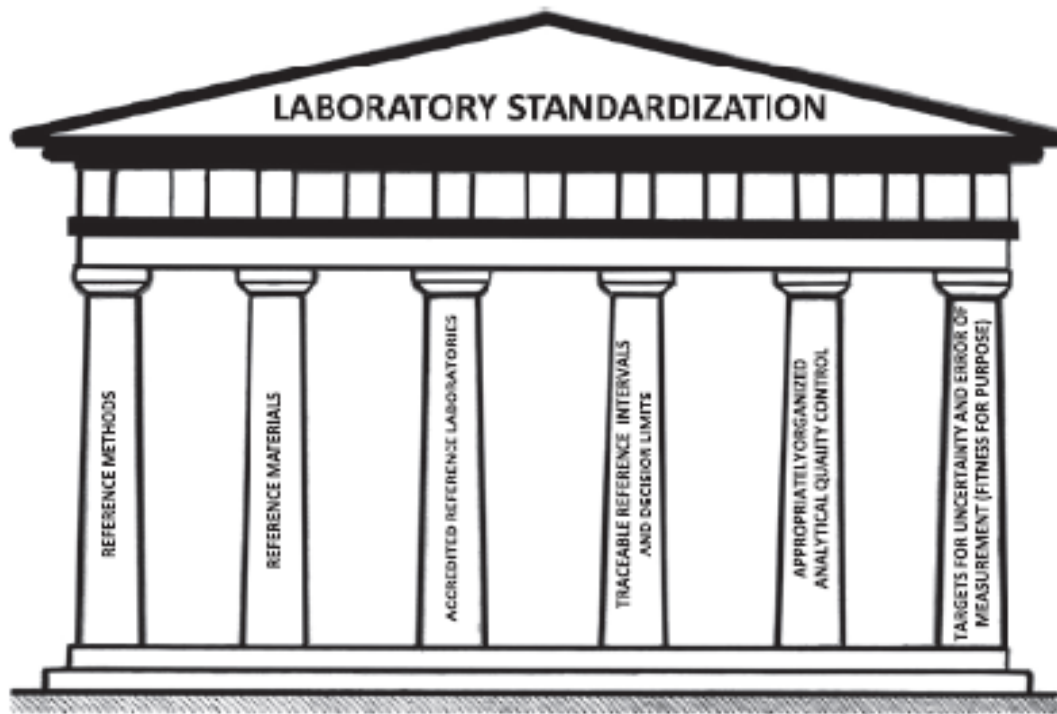 LABORATORY STANDARDIZATION
REFERENCE METHODS
REFERENCE MATERIALS
ACCREDITED REFERENCE LABORATORIES
TRACEABLE REFERENCE INTERVALS
AND DECISION LIMITS
APPROPRIATELY ORGANIZED
ANALYTICAL QUALITY CONTROL
TARGETS FOR UNCERTAINTY AND ERROR OF
MEASUREMENT (FITNESS FOR PURPOSE)